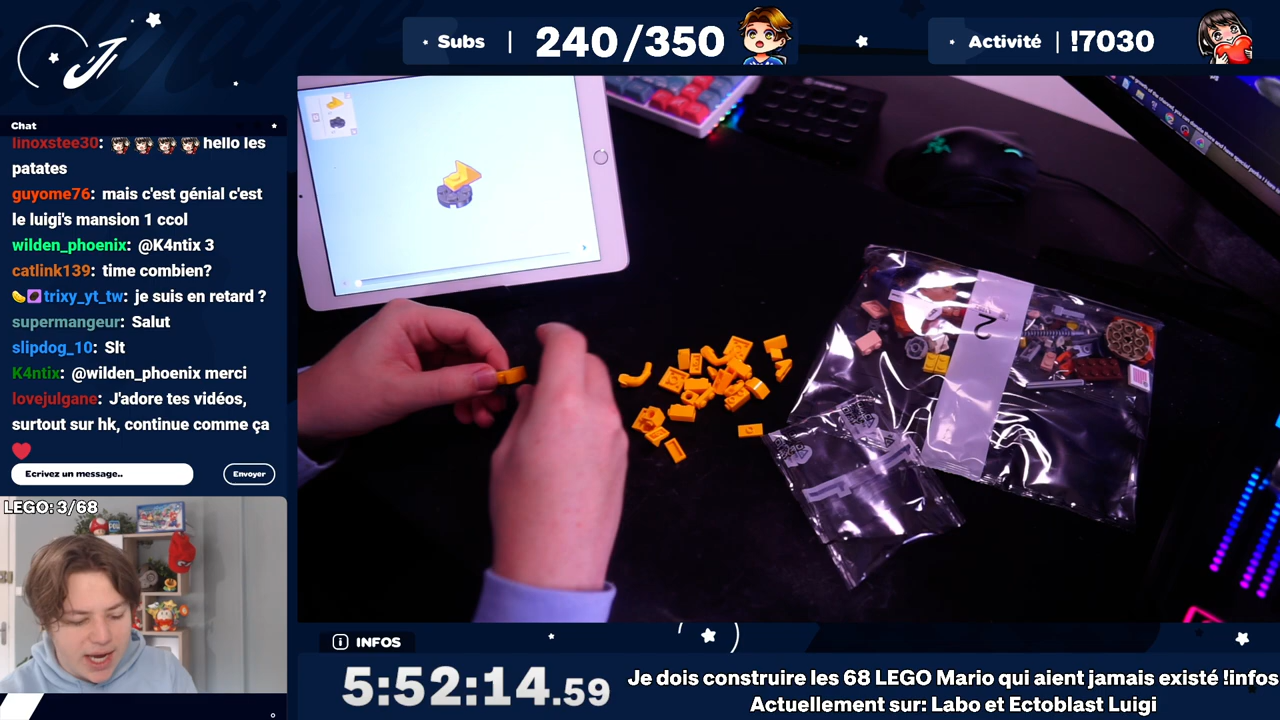 Subs | 240/350
Activité | !7030
Chat
linoxstee30: hello les
patates
guyome76: mais c'est génial c'est
le luigi's mansion 1 ccol
wilden_phoenix: @K4ntix 3
catlink139: time combien?
trixy_yt_tw: je suis en retard ?
supermangeur: Salut
slipdog_10: Slt
K4ntix: @wilden_phoenix merci
lovejulgane: J'adore tes vidéos,
surtout sur hk, continue comme ça
Ecrivez un message..
Envoyer
LEGO: 3/68
2
INFOS
5:52:14.59
Je dois construire les 68 LEGO Mario qui aient jamais existé !infos
Actuellement sur: Labo et Ectoblast Luigi